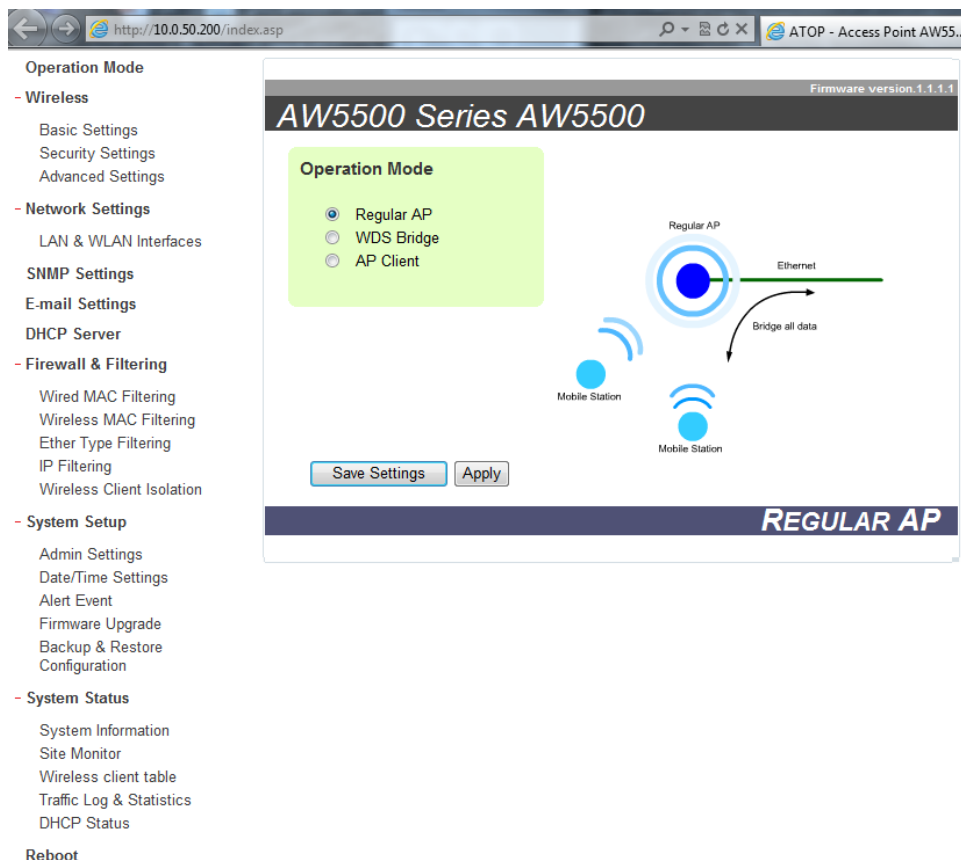 http://10.0.50.200/index.asp
ATOP - Access Point AW55..
Operation Mode
- Wireless
Basic Settings
Security Settings
Advanced Settings
- Network Settings
LAN & WLAN Interfaces
SNMP Settings
E-mail Settings
DHCP Server
- Firewall & Filtering
Wired MAC Filtering
Wireless MAC Filtering
Ether Type Filtering
IP Filtering
Wireless Client Isolation
- System Setup
Admin Settings
Date/Time Settings
Alert Event
Firmware Upgrade
Backup & Restore
Configuration
- System Status
System Information
Site Monitor
Wireless client table
Traffic Log & Statistics
DHCP Status
Reboot
Firmware version.1.1.1.1
AW5500 Series AW5500
Operation Mode
Regular AP
WDS Bridge
AP Client
Regular AP
Ethernet
Bridge all data
Mobile Station
Mobile Station
Save Settings
Apply
REGULAR AP